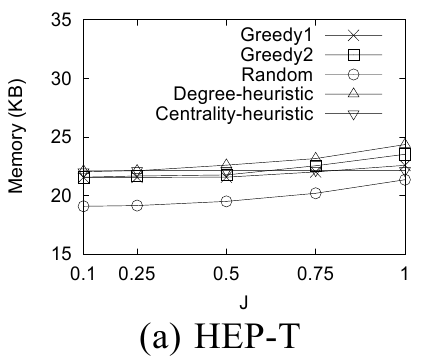 35
30
25
20
15
Memory (KB)
Greedy1
Greedy2
Random
Degree-heuristic
Centrality-heuristic
0.1 0.25 0.5 0.75 1
J
(a) HEP-T